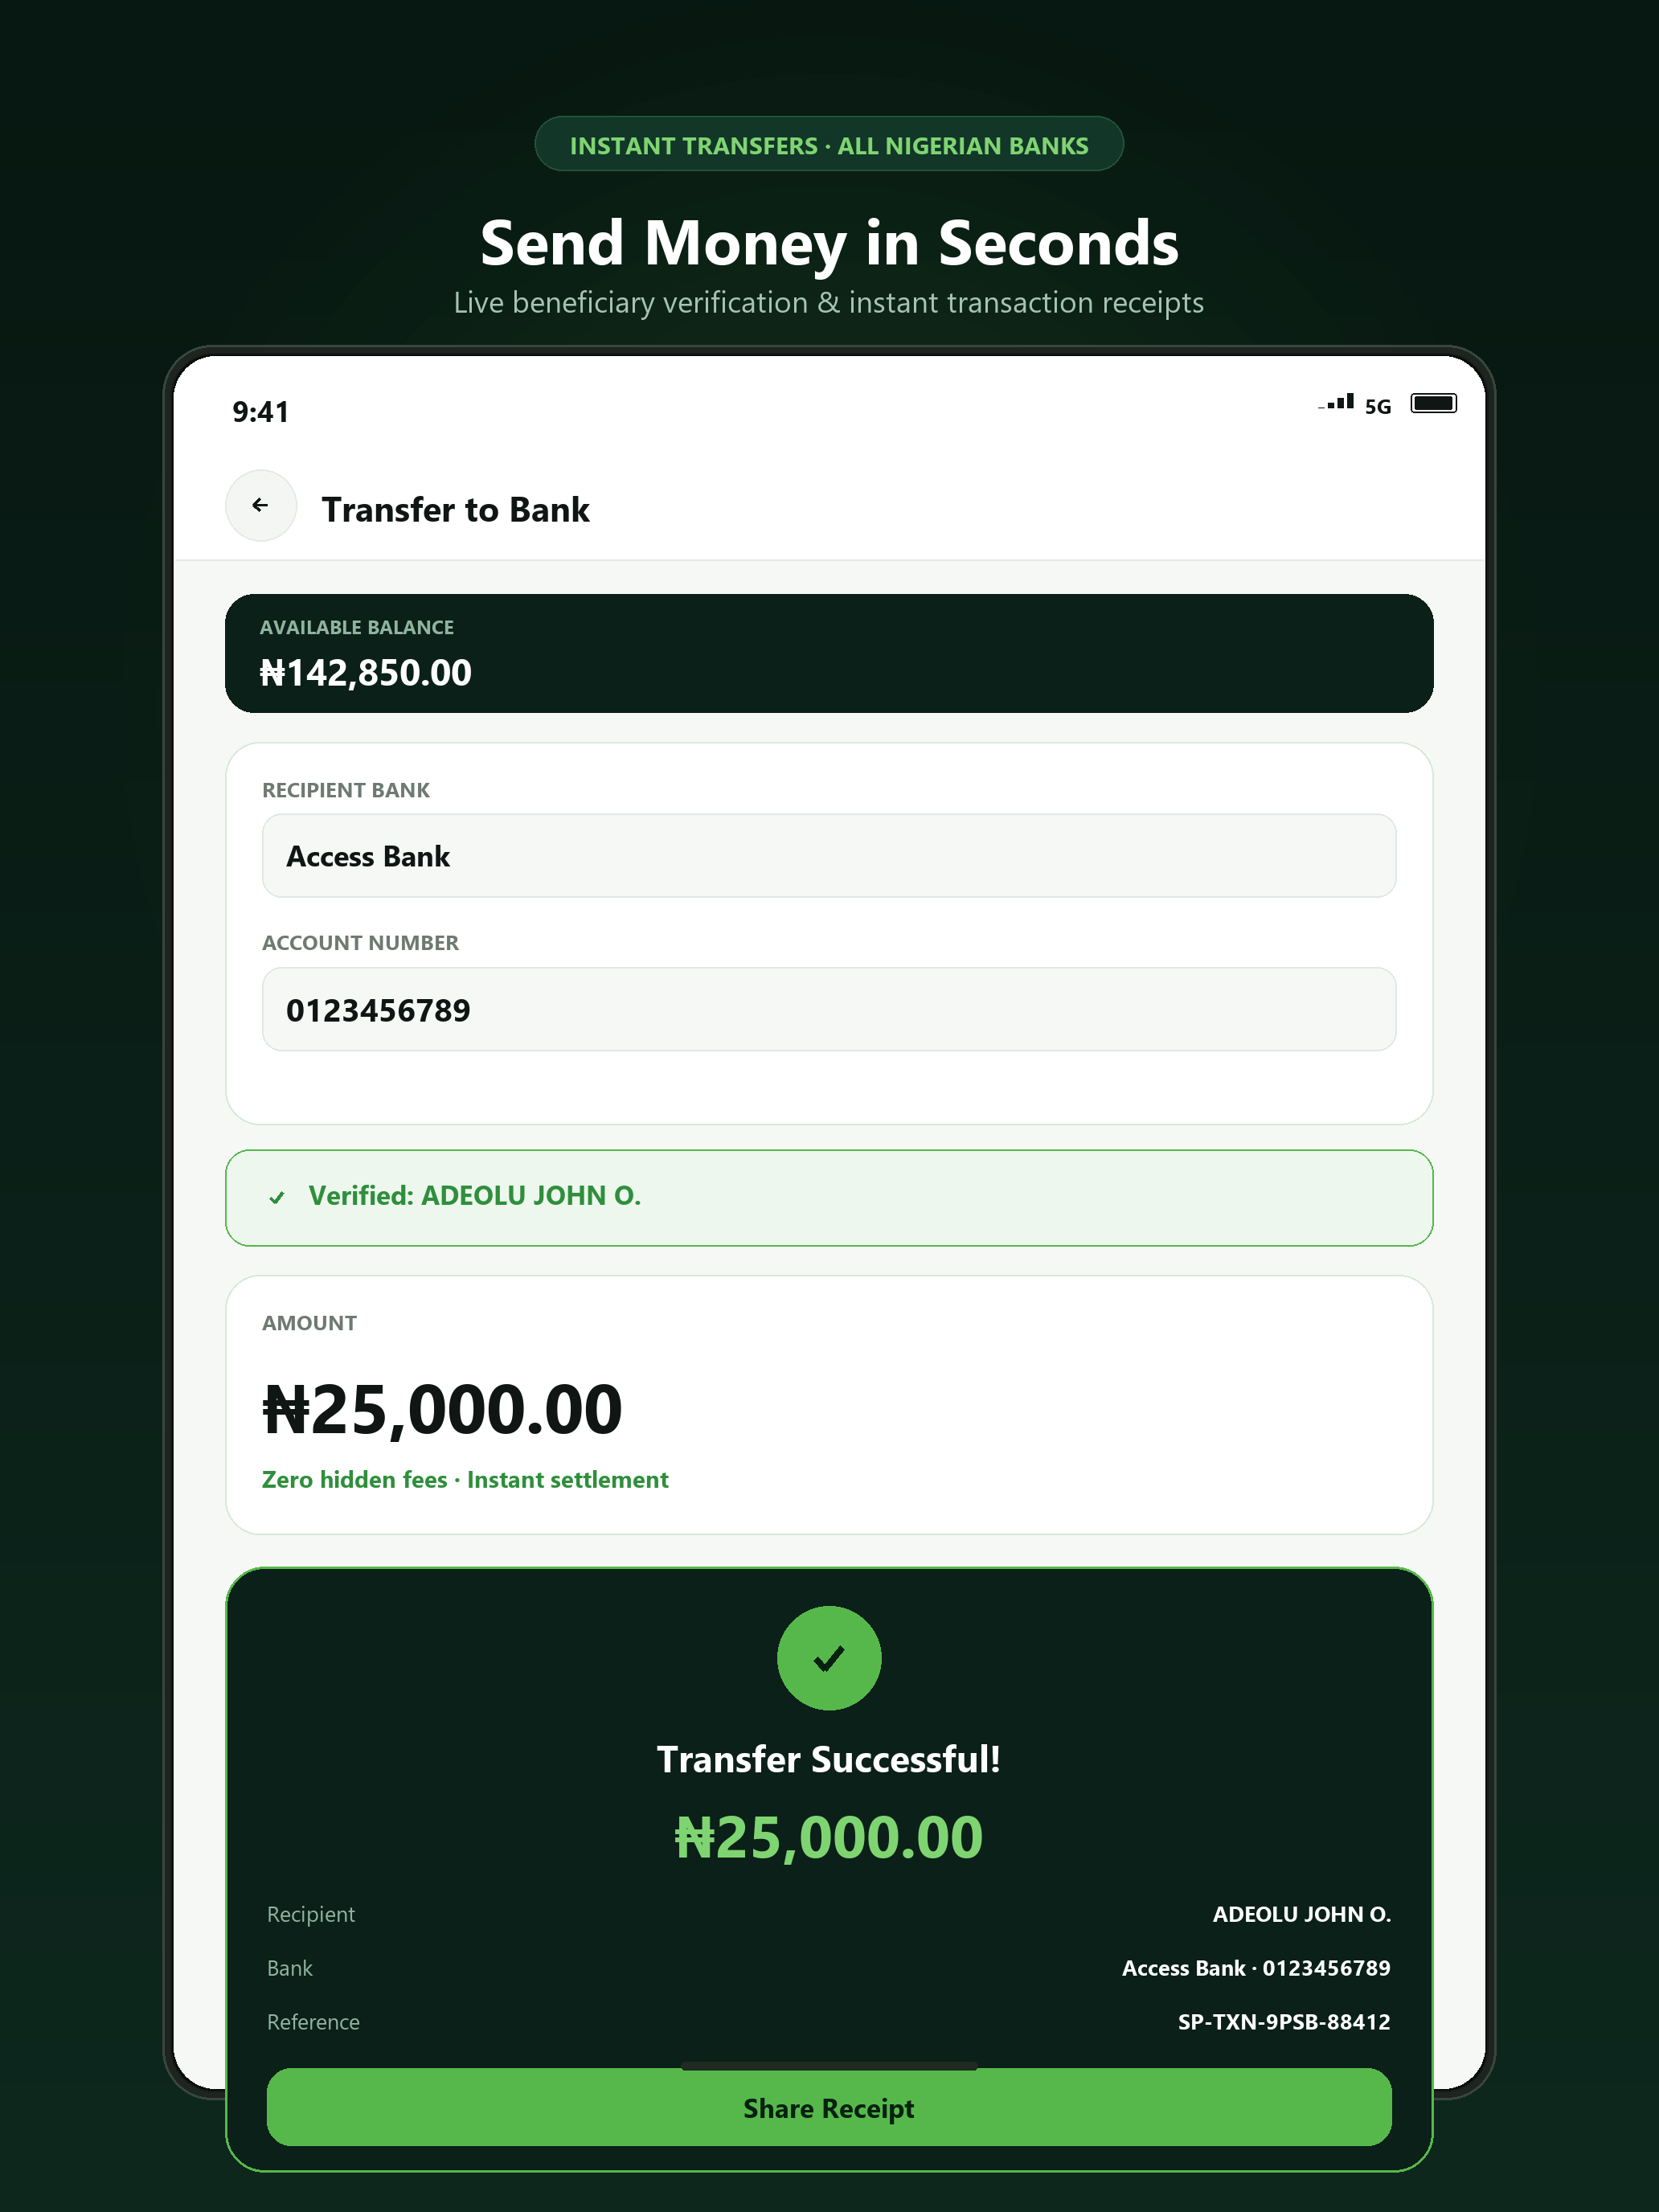 INSTANT TRANSFERS · ALL NIGERIAN BANKS
Send Money in Seconds
Live beneficiary verification & instant transaction receipts
9:41
5G
Transfer to Bank
AVAILABLE BALANCE
₦142,850.00
RECIPIENT BANK
Access Bank
ACCOUNT NUMBER
0123456789
Verified: ADEOLU JOHN O.
AMOUNT
₦25,000.00
Zero hidden fees · Instant settlement
Transfer Successful!
₦25,000.00
Recipient ADEOLU JOHN O.
Bank Access Bank · 0123456789
Reference SP-TXN-9PSB-88412
Share Receipt